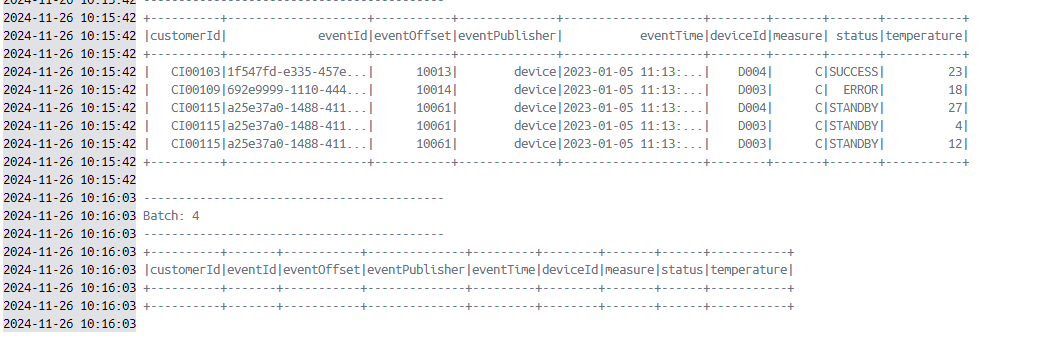 2024-11-26 10:15:42 -------------------------------------------
2024-11-26 10:15:42 +----------+--------------------+-----------+--------------+--------------------+--------+-------+-------+-----------+
2024-11-26 10:15:42 |customerId|             eventId|eventOffset|eventPublisher|           eventTime|deviceId|measure| status|temperature|
2024-11-26 10:15:42 +----------+--------------------+-----------+--------------+--------------------+--------+-------+-------+-----------+
2024-11-26 10:15:42 |   CI00103|1f547fd-e335-457e...|      10013|        device|2023-01-05 11:13:...|    D004|      C|SUCCESS|         23|
2024-11-26 10:15:42 |   CI00109|692e9999-1110-444...|      10014|        device|2023-01-05 11:13:...|    D003|      C|  ERROR|         18|
2024-11-26 10:15:42 |   CI00115|a25e37a0-1488-411...|      10061|        device|2023-01-05 11:13:...|    D004|      C|STANDBY|         27|
2024-11-26 10:15:42 |   CI00115|a25e37a0-1488-411...|      10061|        device|2023-01-05 11:13:...|    D003|      C|STANDBY|          4|
2024-11-26 10:15:42 |   CI00115|a25e37a0-1488-411...|      10061|        device|2023-01-05 11:13:...|    D003|      C|STANDBY|         12|
2024-11-26 10:15:42 +----------+--------------------+-----------+--------------+--------------------+--------+-------+-------+-----------+
2024-11-26 10:15:42
2024-11-26 10:16:03 -------------------------------------------
2024-11-26 10:16:03 Batch: 4
2024-11-26 10:16:03 -------------------------------------------
2024-11-26 10:16:03 +----------+-------+-----------+--------------+---------+--------+-------+------+-----------+
2024-11-26 10:16:03 |customerId|eventId|eventOffset|eventPublisher|eventTime|deviceId|measure|status|temperature|
2024-11-26 10:16:03 +----------+-------+-----------+--------------+---------+--------+-------+------+-----------+
2024-11-26 10:16:03 +----------+-------+-----------+--------------+---------+--------+-------+------+-----------+
2024-11-26 10:16:03